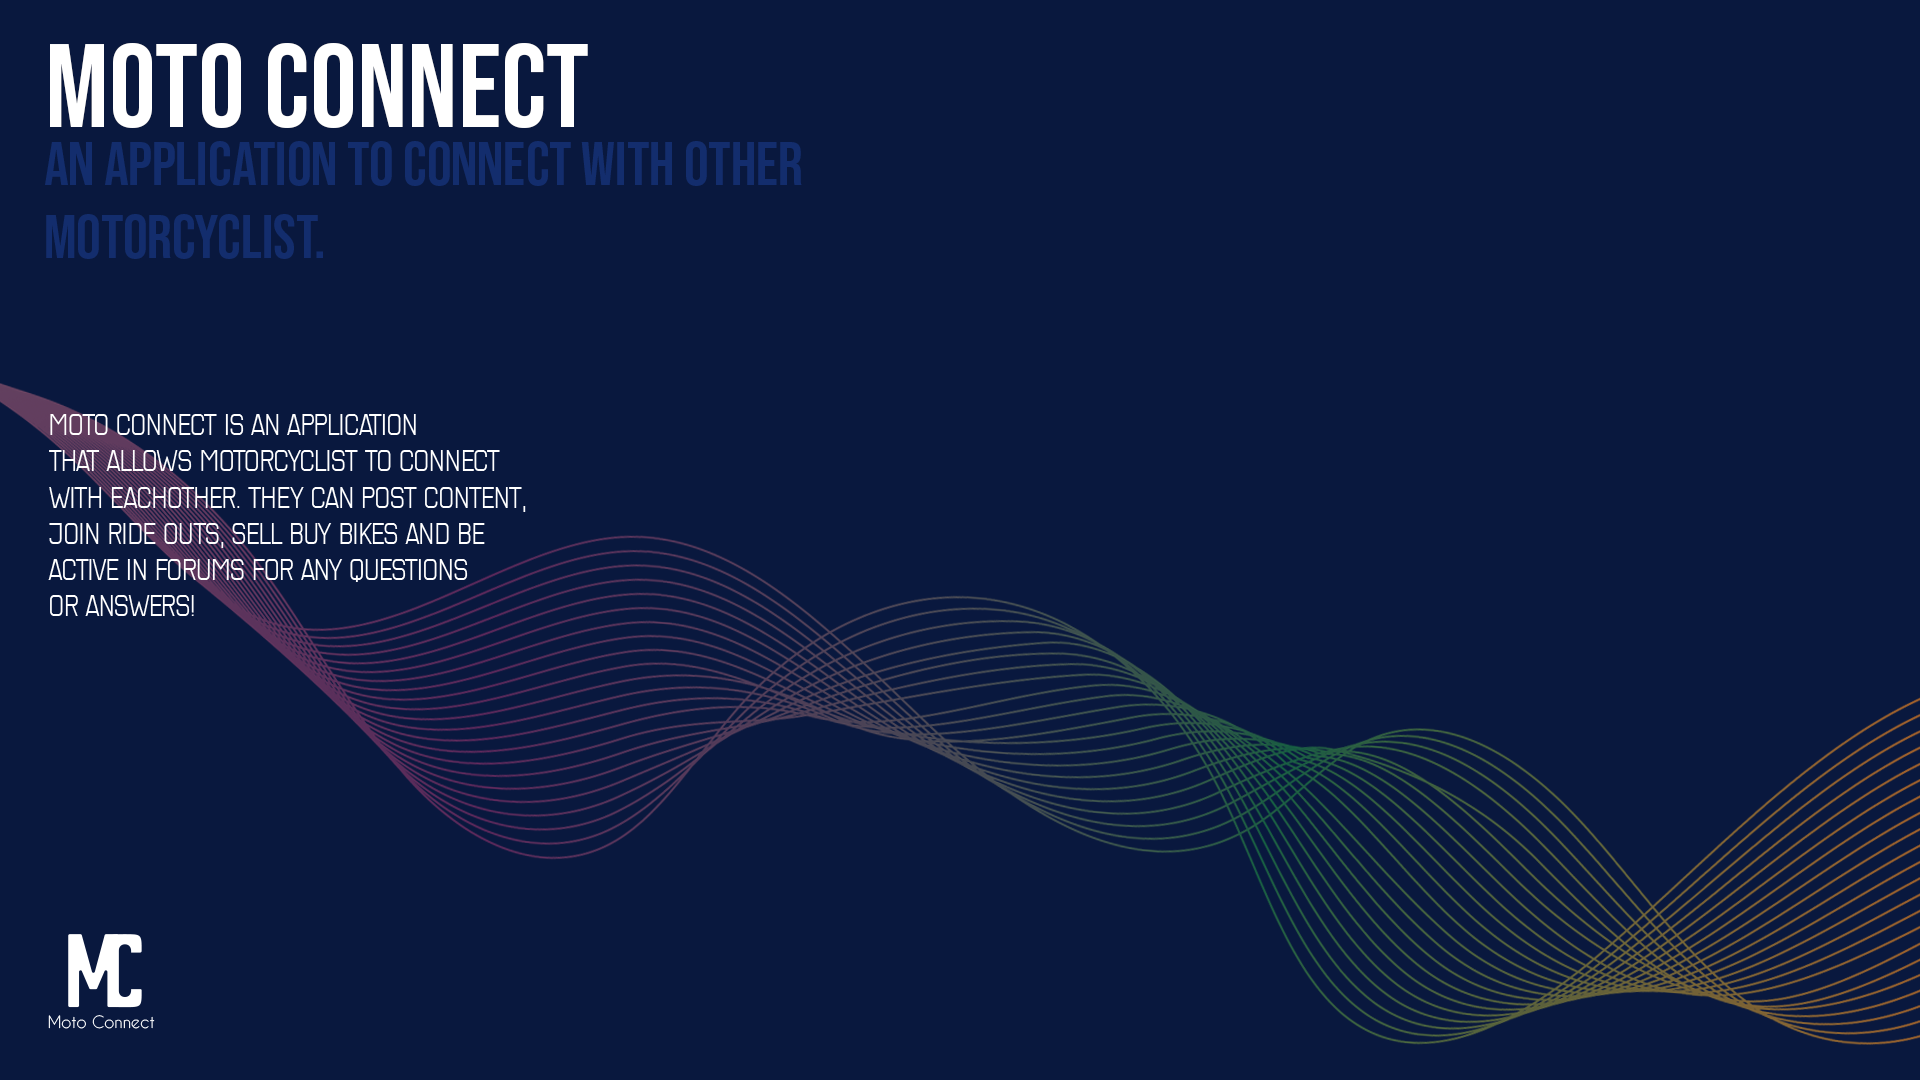 MOTO CONNECT
AN APPLICATION TO CONNECT WITH OTHER
MOTORCYCLIST.
MOTO CONNECT IS AN APPLICATION
THAT ALLOWS MOTORCYCLIST TO CONNECT
WITH EACHOTHER. THEY CAN POST CONTENT,
JOIN RIDE OUTS, SELL BUY BIKES AND BE
ACTIVE IN FORUMS FOR ANY QUESTIONS
OR ANSWERS!
MC
Moto Connect